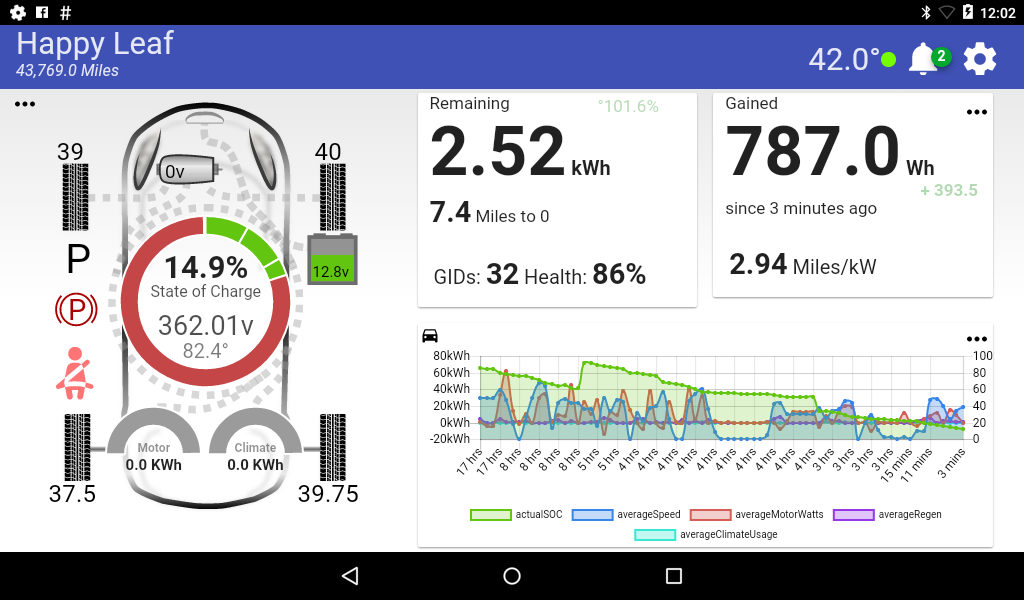 12:02
Happy Leaf
43,769.0 Miles
42.0°
2
39
40
0v
P
(P)
14.9%
State of Charge
362.01v
82.4°
12.8v
Motor
0.0 KWh
Climate
0.0 KWh
37.5
39.75
Remaining
°101.6%
2.52 kWh
7.4 Miles to 0
GIDs: 32 Health: 86%
Gained
787.0 Wh
+ 393.5
since 3 minutes ago
2.94 Miles/kW
80kWh
60kWh
40kWh
20kWh
0kWh
-20kWh
100
80
60
40
20
0
17 hrs
17 hrs
8 hrs
8 hrs
8 hrs
8 hrs
5 hrs
5 hrs
4 hrs
4 hrs
4 hrs
4 hrs
4 hrs
4 hrs
4 hrs
4 hrs
4 hrs
4 hrs
3 hrs
3 hrs
3 hrs
3 hrs
15 mins
11 mins
3 mins
actualSOC
averageSpeed
averageMotorWatts
averageRegen
averageClimateUsage